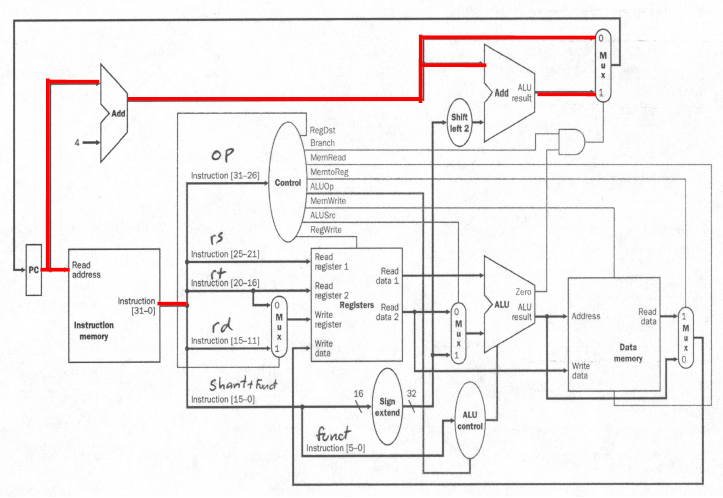 0
M
u
x
1
Add
4
Add
ALU
result
Shift
left 2
RegDst
Branch
MemRead
MemtoReg
ALUOp
MemWrite
ALUSrc
RegWrite
Control
op
Instruction [31–26]
rs
Instruction [25–21]
rt
Instruction [20–16]
rd
Instruction [15–11]
shamt+funct
Instruction [15–0]
funct
Instruction [5–0]
PC
Read
address
Instruction
[31–0]
Instruction
memory
0
M
u
x
1
Read
register 1
Read
register 2
Write
register
Write
data
Registers
Read
data 1
Read
data 2
16
Sign
extend
32
0
M
u
x
1
ALU
control
Zero
ALU
ALU
result
Address
Write
data
Read
data
Data
memory
1
M
u
x
0